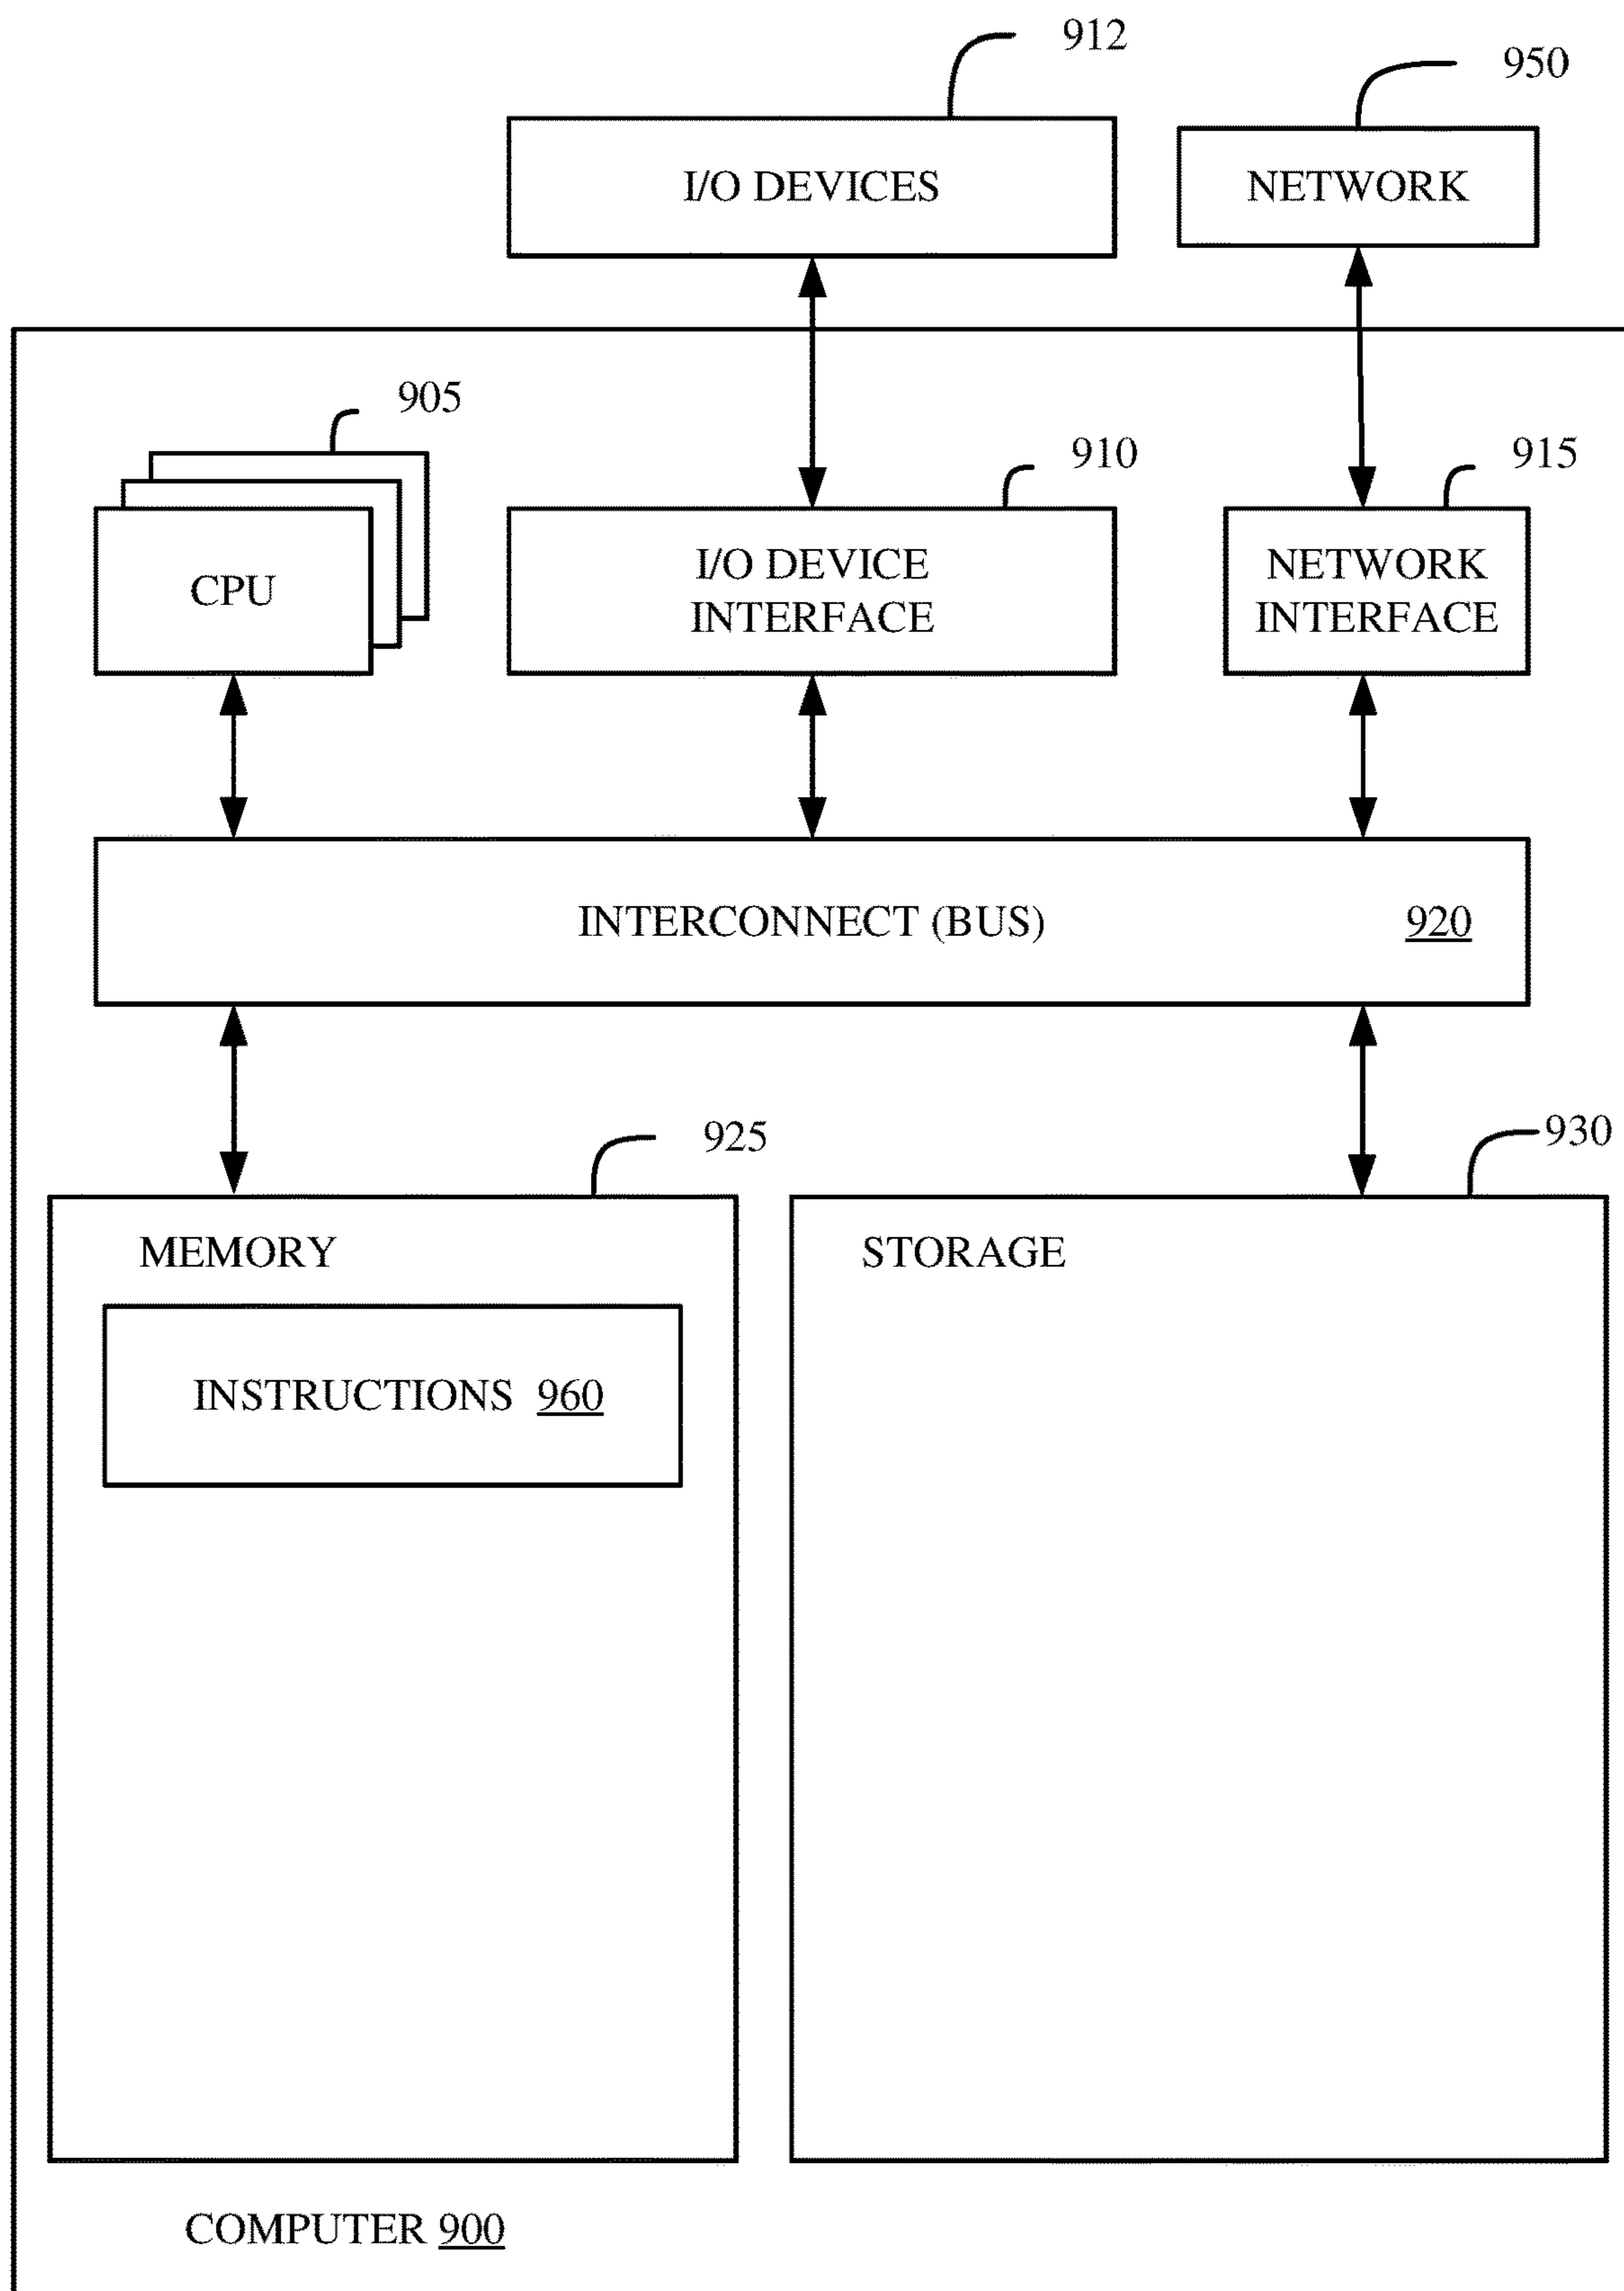 912
950
I/O DEVICES
NETWORK
905
910
915
CPU
I/O DEVICE
INTERFACE
NETWORK
INTERFACE
INTERCONNECT (BUS) 920
925
930
MEMORY
STORAGE
INSTRUCTIONS 960
COMPUTER 900